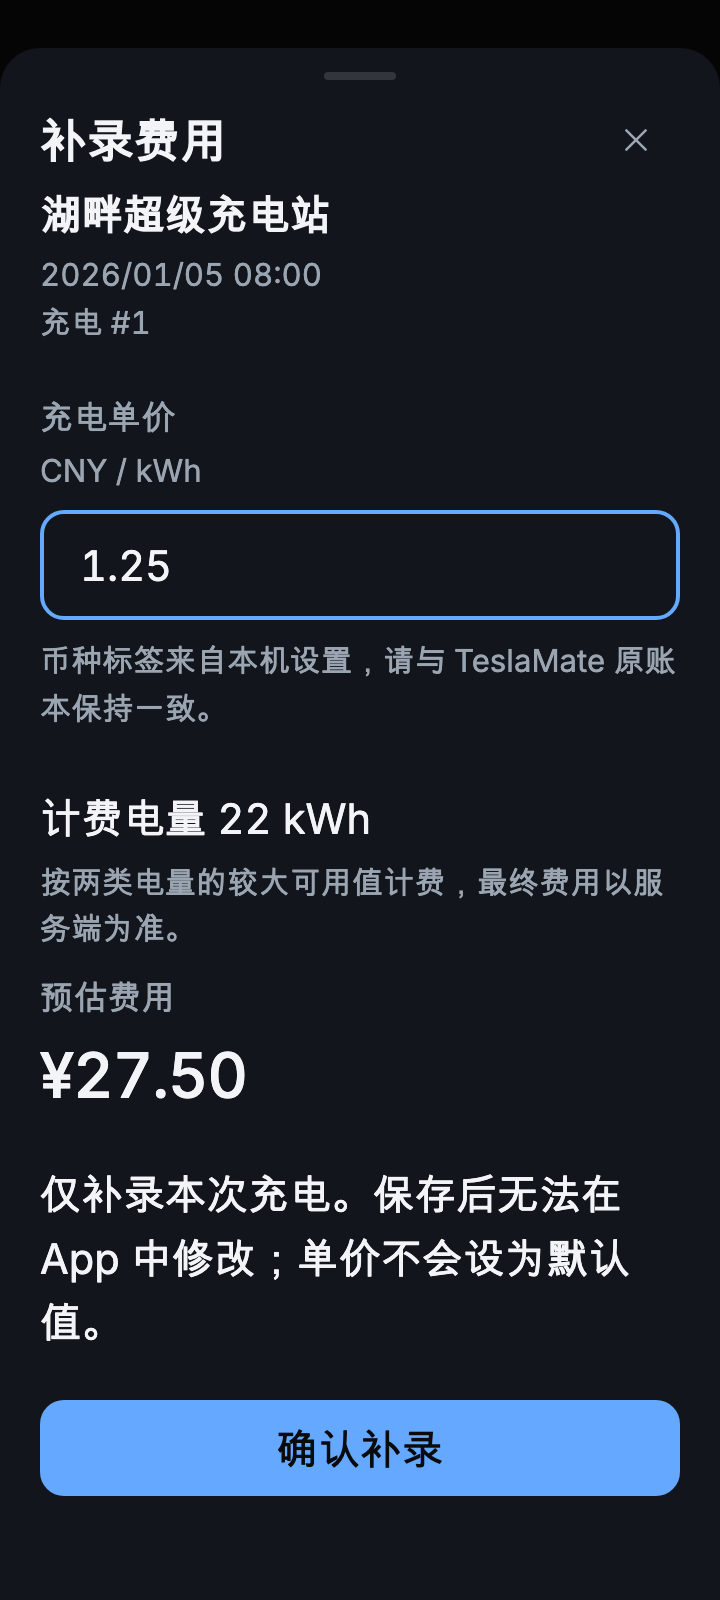 补录费用
湖畔超级充电站
2026/01/05 08:00
充电 #1
充电单价
CNY / kWh
1.25
币种标签来自本机设置，请与 TeslaMate 原账
本保持一致。
计费电量 22 kWh
按两类电量的较大可用值计费，最终费用以服
务端为准。
预估费用
¥27.50
仅补录本次充电。保存后无法在
App 中修改；单价不会设为默认
值。
确认补录